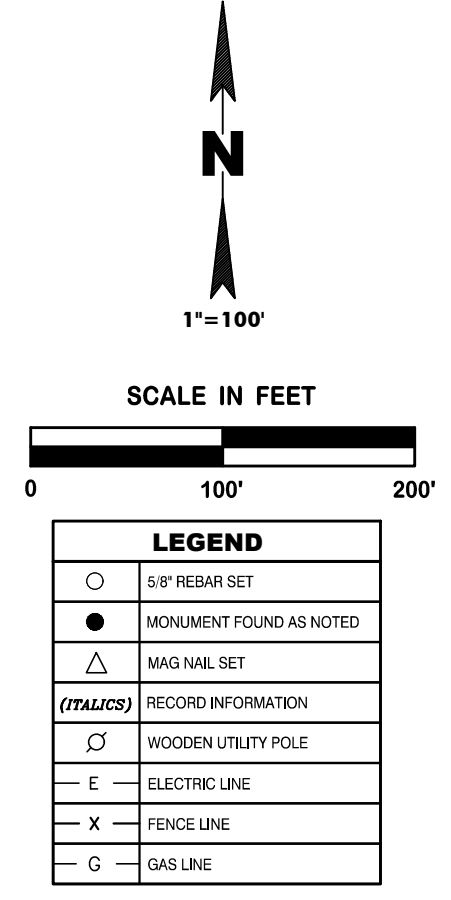 N
1"=100'
SCALE IN FEET
0 100' 200'
LEGEND
5/8" REBAR SET
MONUMENT FOUND AS NOTED
MAG NAIL SET
(ITALICS) RECORD INFORMATION
WOODEN UTILITY POLE
E ELECTRIC LINE
X FENCE LINE
G GAS LINE